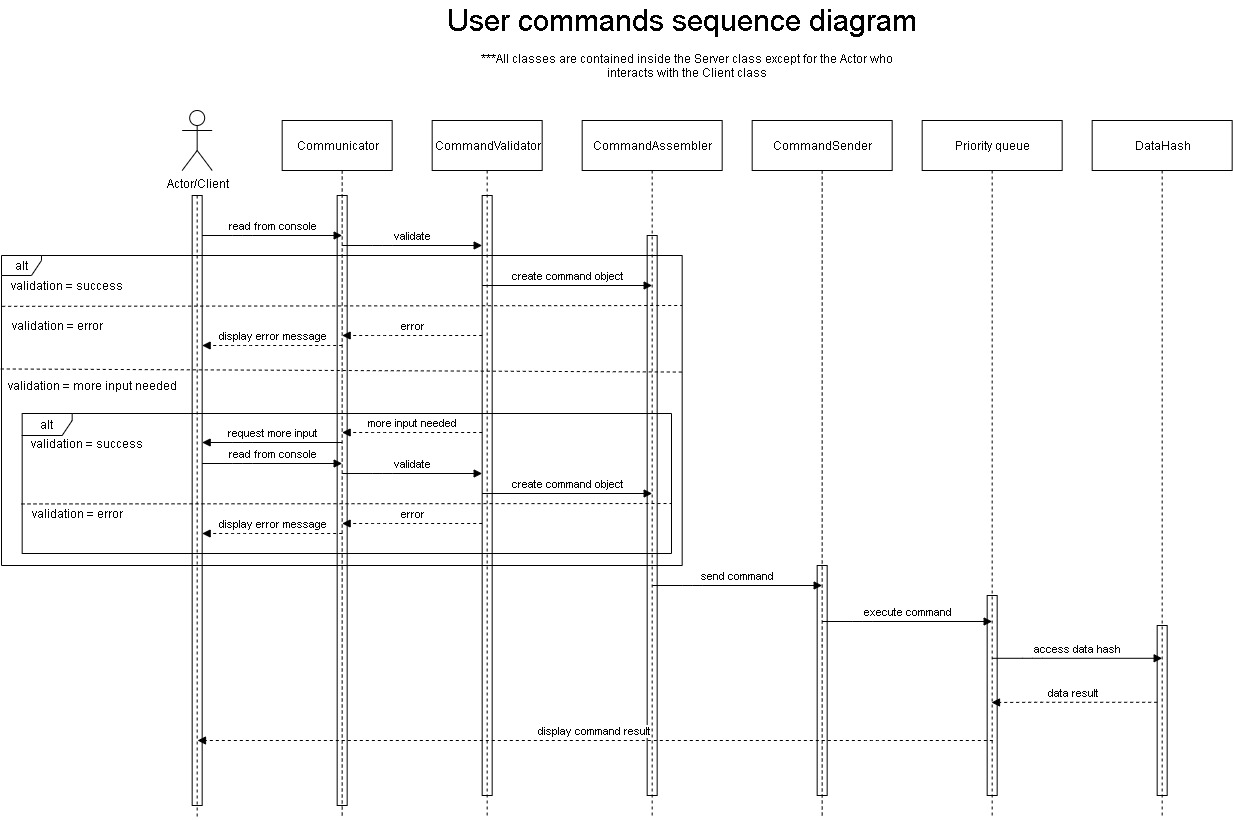 User commands sequence diagram
***All classes are contained inside the Server class except for the Actor who
interacts with the Client class
Actor/Client
Communicator
CommandValidator
CommandAssembler
CommandSender
Priority queue
DataHash
read from console
validate
alt
create command object
validation = success
validation = error
error
display error message
validation = more input needed
alt
more input needed
request more input
validation = success
read from console
validate
create command object
validation = error
error
display error message
send command
execute command
access data hash
data result
display command result